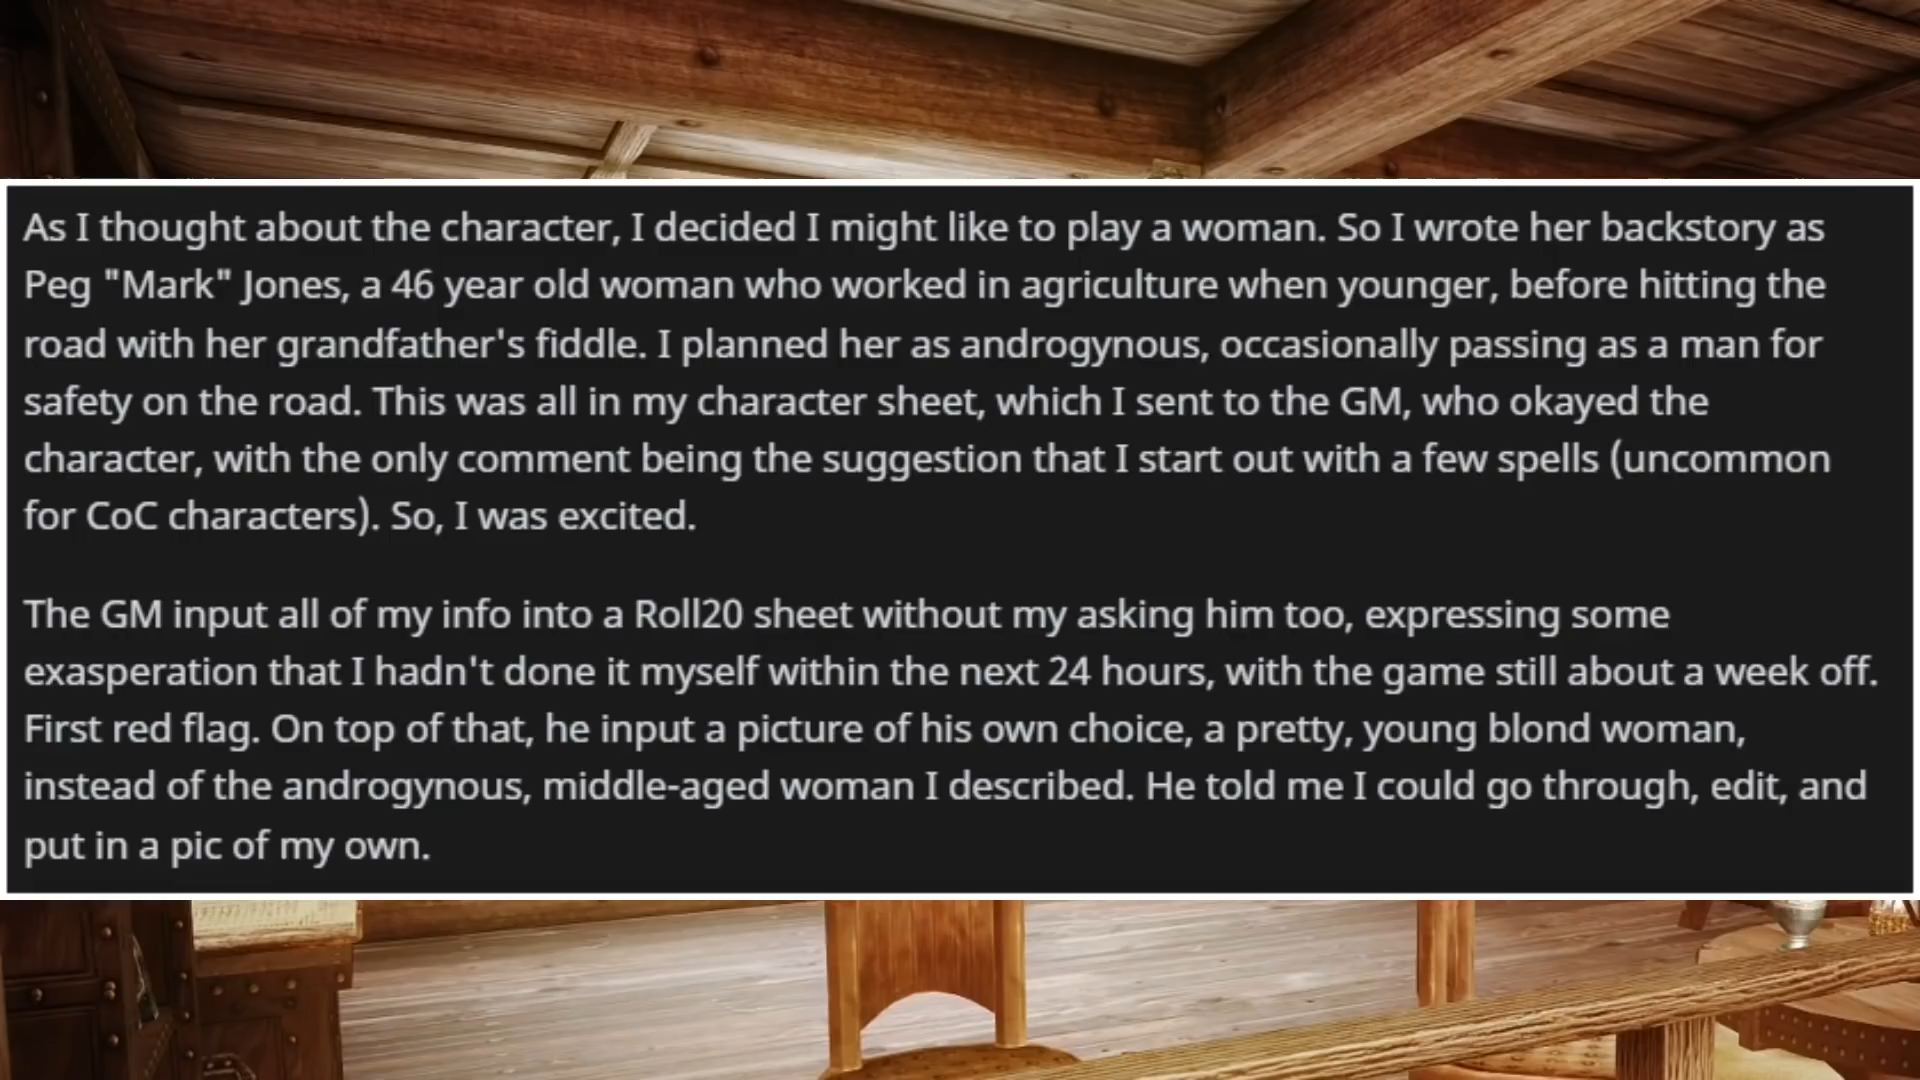 As I thought about the character, I decided I might like to play a woman. So I wrote her backstory as
Peg "Mark" Jones, a 46 year old woman who worked in agriculture when younger, before hitting the
road with her grandfather's fiddle. I planned her as androgynous, occasionally passing as a man for
safety on the road. This was all in my character sheet, which I sent to the GM, who okayed the
character, with the only comment being the suggestion that I start out with a few spells (uncommon
for CoC characters). So, I was excited.
The GM input all of my info into a Roll20 sheet without my asking him too, expressing some
exasperation that I hadn't done it myself within the next 24 hours, with the game still about a week off.
First red flag. On top of that, he input a picture of his own choice, a pretty, young blond woman,
instead of the androgynous, middle-aged woman I described. He told me I could go through, edit, and
put in a pic of my own.